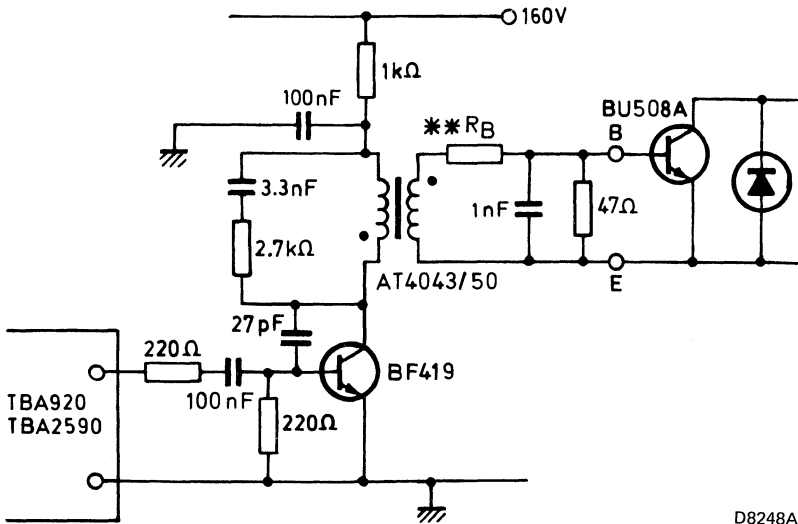 160V
1kΩ
100nF
BU508A
**RB
B
3.3nF
1nF
47Ω
2.7kΩ
AT4043/50
E
27pF
220Ω
BF419
TBA920
TBA2590
100nF
220Ω
D8248A